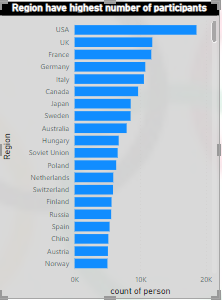 Region have highest number of participants
USA
UK
France
Germany
Italy
Canada
Japan
Sweden
Australia
Hungary
Soviet Union
Poland
Netherlands
Switzerland
Finland
Russia
Spain
China
Austria
Norway
Region
0K 10K 20K
count of person